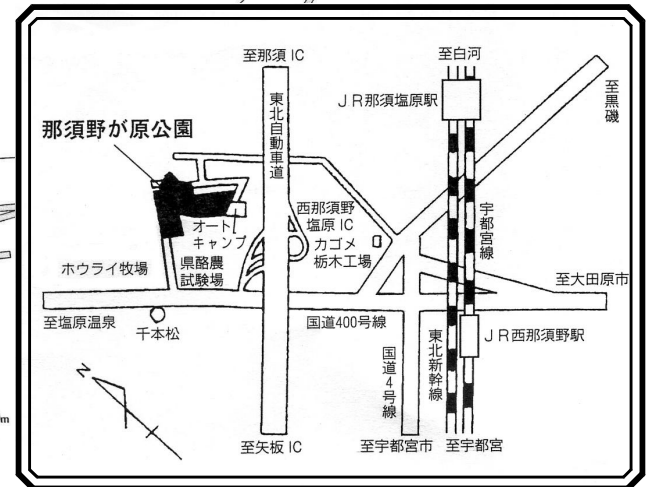 至那須IC
至白河
JR那須塩原駅
至黒磯
東北自動車道
那須野が原公園
西那須野
塩原IC
宇都宮線
オート
キャンプ
カゴメ
栃木工場
ホウライ牧場
県酪農
試験場
至大田原市
至塩原温泉
千本松
国道400号線
JR西那須野駅
国道4号線
東北新幹線
N
至矢板IC
至宇都宮市
至宇都宮
m